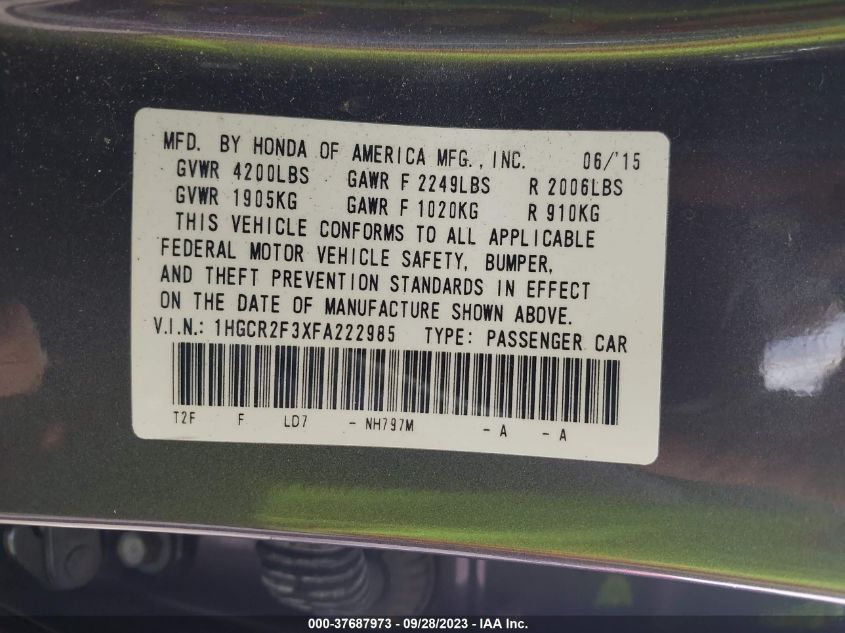 MFD. BY HONDA OF AMERICA MFG., INC. 06/'15
GVWR 4200LBS GAWR F 2249LBS R 2006LBS
GVWR 1905KG GAWR F 1020KG R 910KG
THIS VEHICLE CONFORMS TO ALL APPLICABLE
FEDERAL MOTOR VEHICLE SAFETY, BUMPER,
AND THEFT PREVENTION STANDARDS IN EFFECT
ON THE DATE OF MANUFACTURE SHOWN ABOVE.
V.I.N.: 1HGCR2F3XFA222985 TYPE: PASSENGER CAR
T2F F LD7 - NH797M - A - A
000-37687973 / 09/28/2023 - IAA Inc.